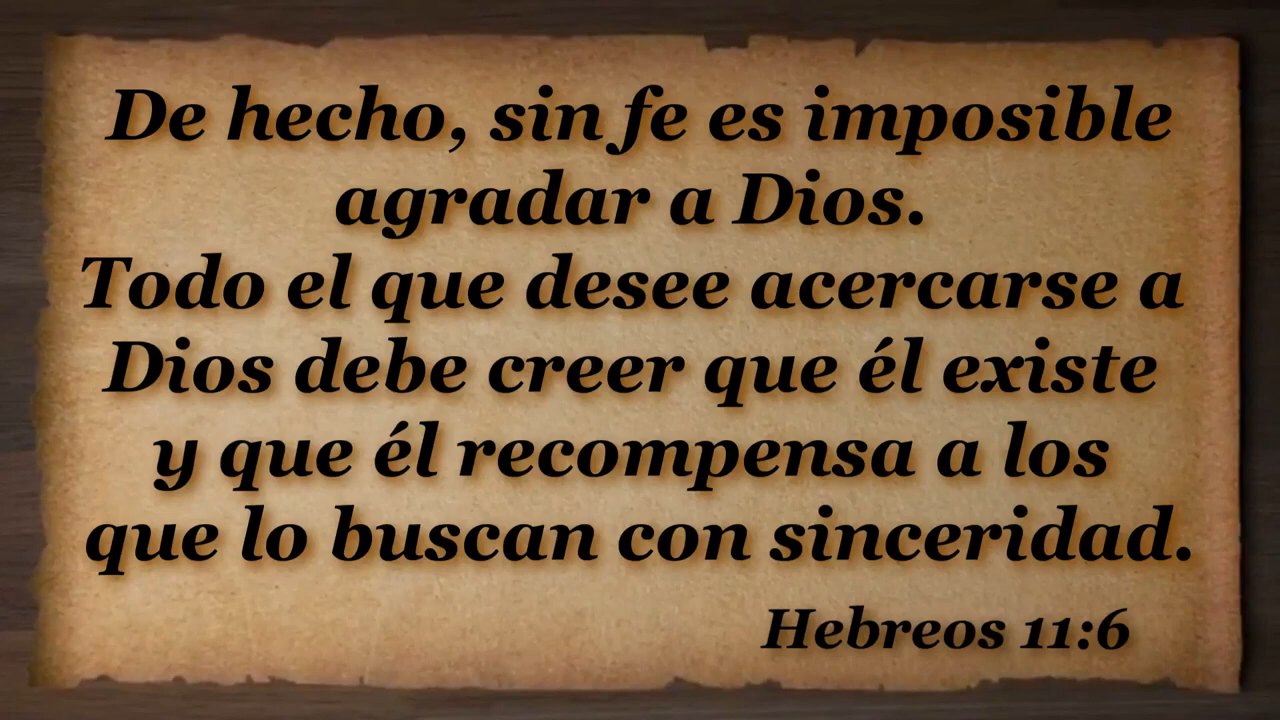 De hecho, sin fe es imposible
agradar a Dios.
Todo el que desee acercarse a
Dios debe creer que él existe
y que él recompensa a los
que lo buscan con sinceridad.
Hebreos 11:6